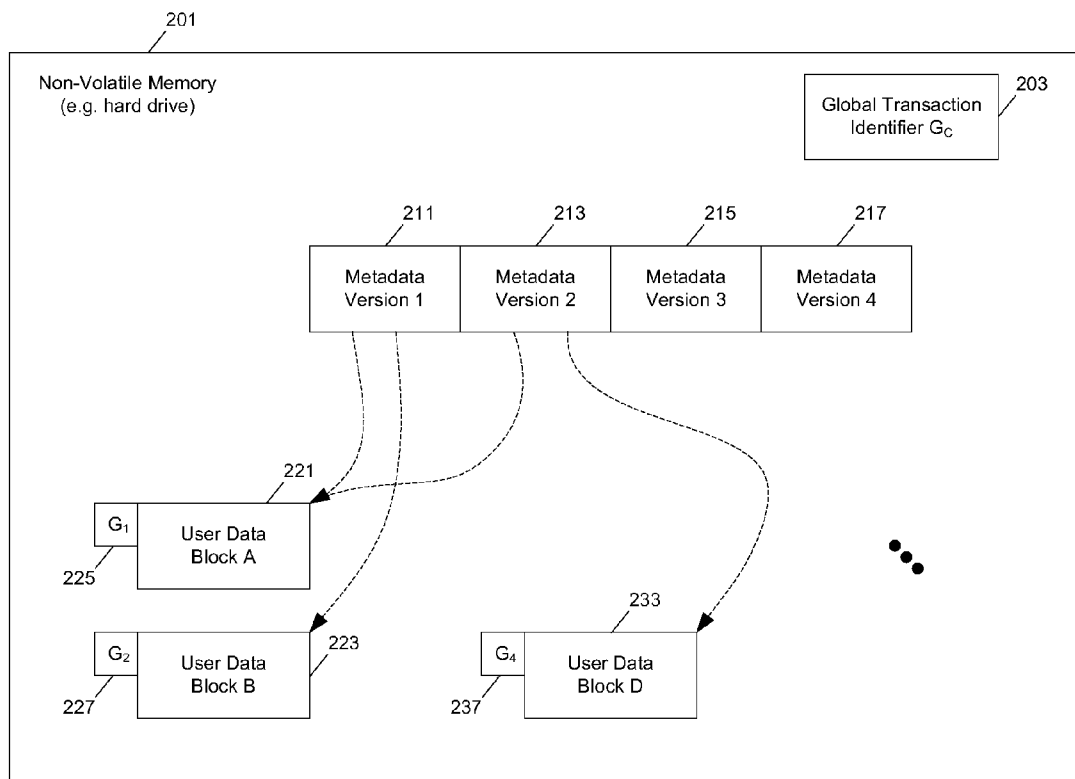 201
Non-Volatile Memory
(e.g. hard drive)
Global Transaction
Identifier G_C
203
211
213
215
217
Metadata
Version 1
Metadata
Version 2
Metadata
Version 3
Metadata
Version 4
221
G₁
User Data
Block A
225
G₂
User Data
Block B
223
227
233
G₄
User Data
Block D
237